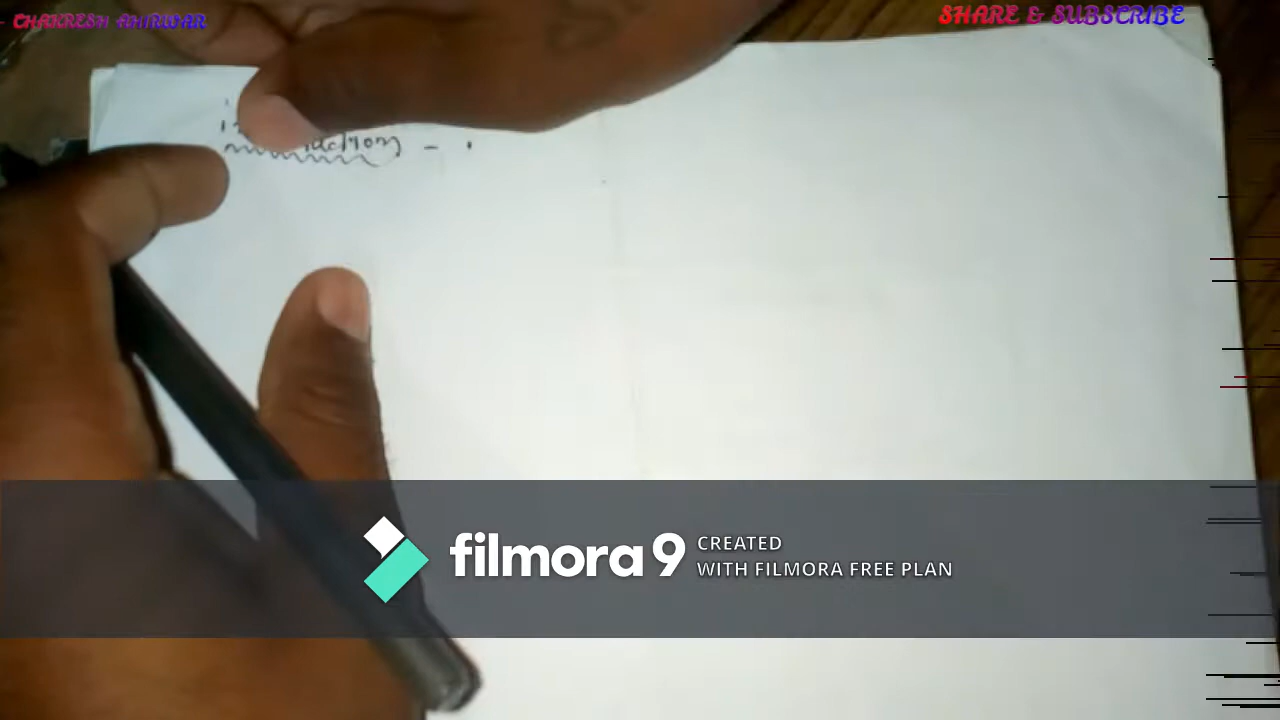 - CHAKRESH AHIRWAR
SHARE & SUBSCRIBE
filmora 9
CREATED
WITH FILMORA FREE PLAN